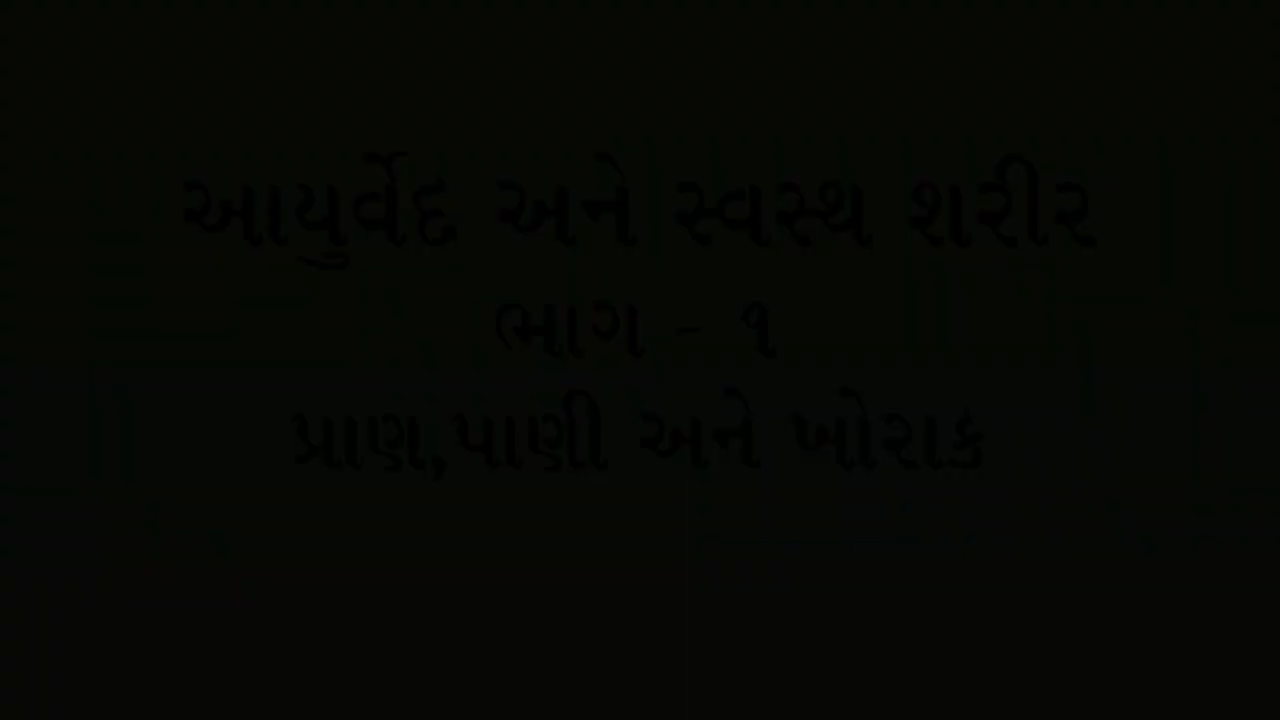 આયુર્વેદ અને સ્વસ્થ શરીર
ભાગ - ૧
પ્રાણ,પાણી અને ખોરાક